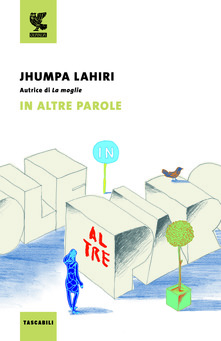 JHUMPA LAHIRI
Autrice di La moglie
IN ALTRE PAROLE
IN
AL
TRE
TASCABILI